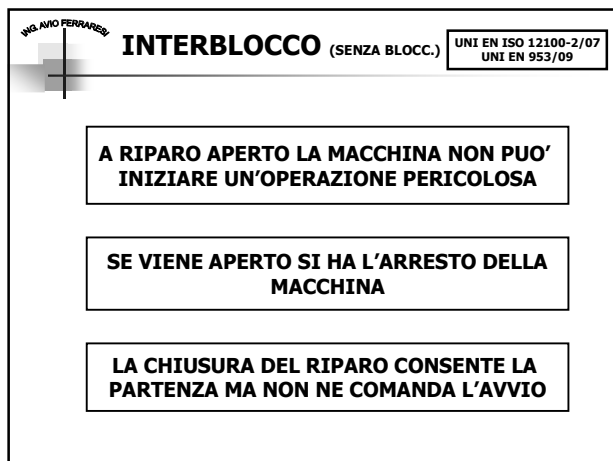 ING. AVIO FERRARESI
INTERBLOCCO (SENZA BLOCC.)
UNI EN ISO 12100-2/07
UNI EN 953/09
A RIPARO APERTO LA MACCHINA NON PUO’
INIZIARE UN’OPERAZIONE PERICOLOSA
SE VIENE APERTO SI HA L’ARRESTO DELLA
MACCHINA
LA CHIUSURA DEL RIPARO CONSENTE LA
PARTENZA MA NON NE COMANDA L’AVVIO